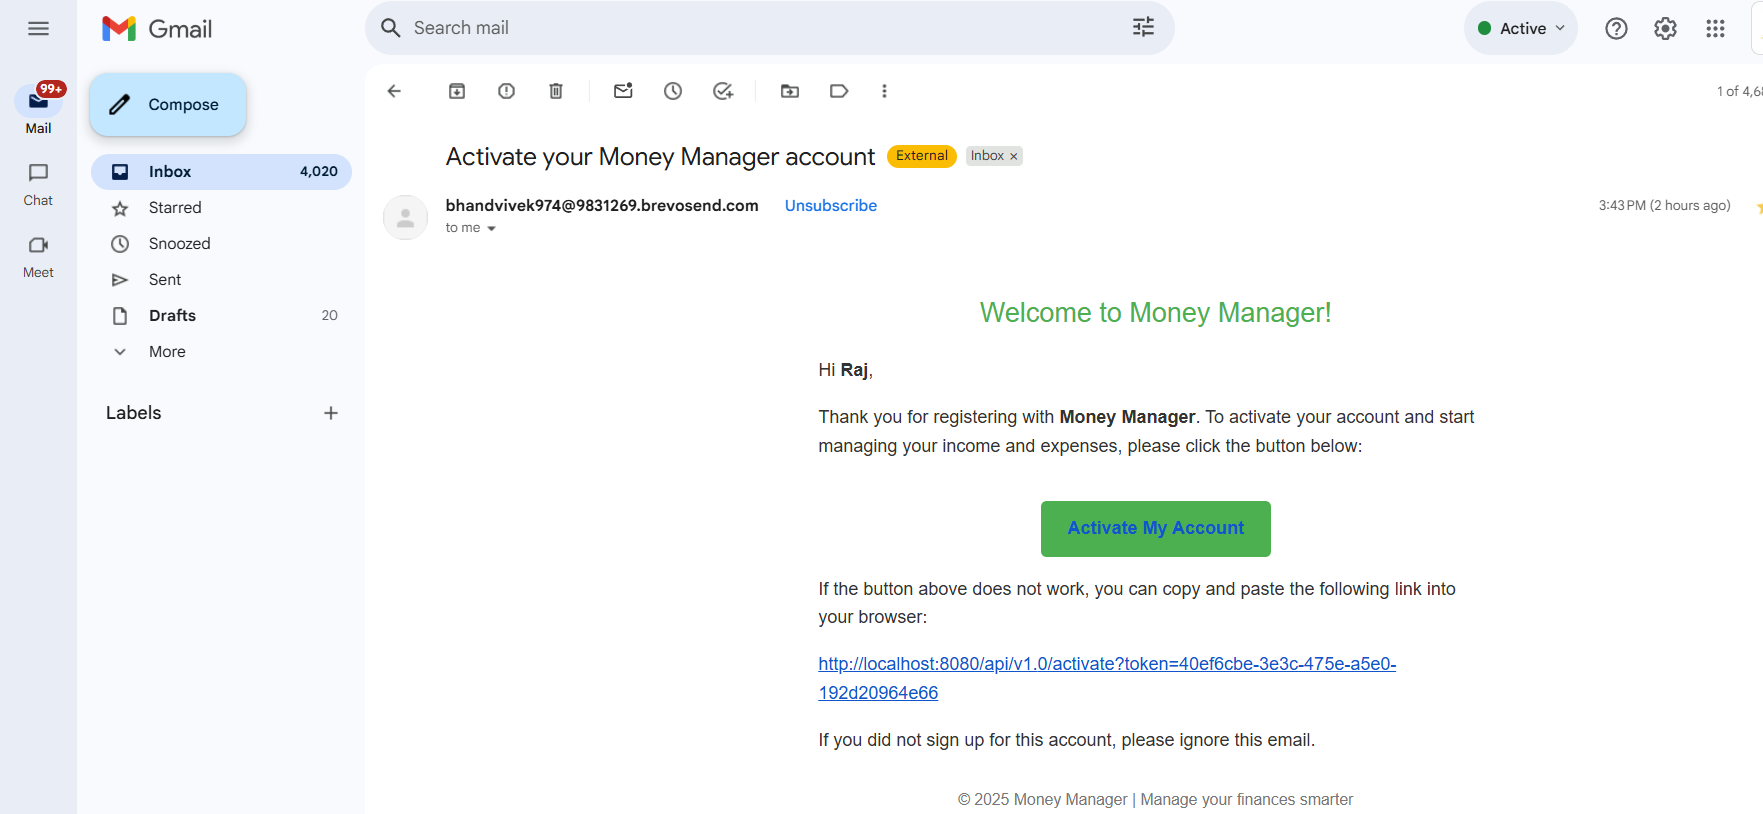 Gmail
Search mail
Active
99+
Mail
Compose
1 of 4,68
Chat
Meet
Inbox 4,020
Starred
Snoozed
Sent
Drafts 20
More
Labels
Activate your Money Manager account External Inbox ×
bhandvivek974@9831269.brevosend.com Unsubscribe 3:43 PM (2 hours ago)
to me
Welcome to Money Manager!
Hi Raj,
Thank you for registering with Money Manager. To activate your account and start
managing your income and expenses, please click the button below:
Activate My Account
If the button above does not work, you can copy and paste the following link into
your browser:
http://localhost:8080/api/v1.0/activate?token=40ef6cbe-3e3c-475e-a5e0-
192d20964e66
If you did not sign up for this account, please ignore this email.
© 2025 Money Manager | Manage your finances smarter